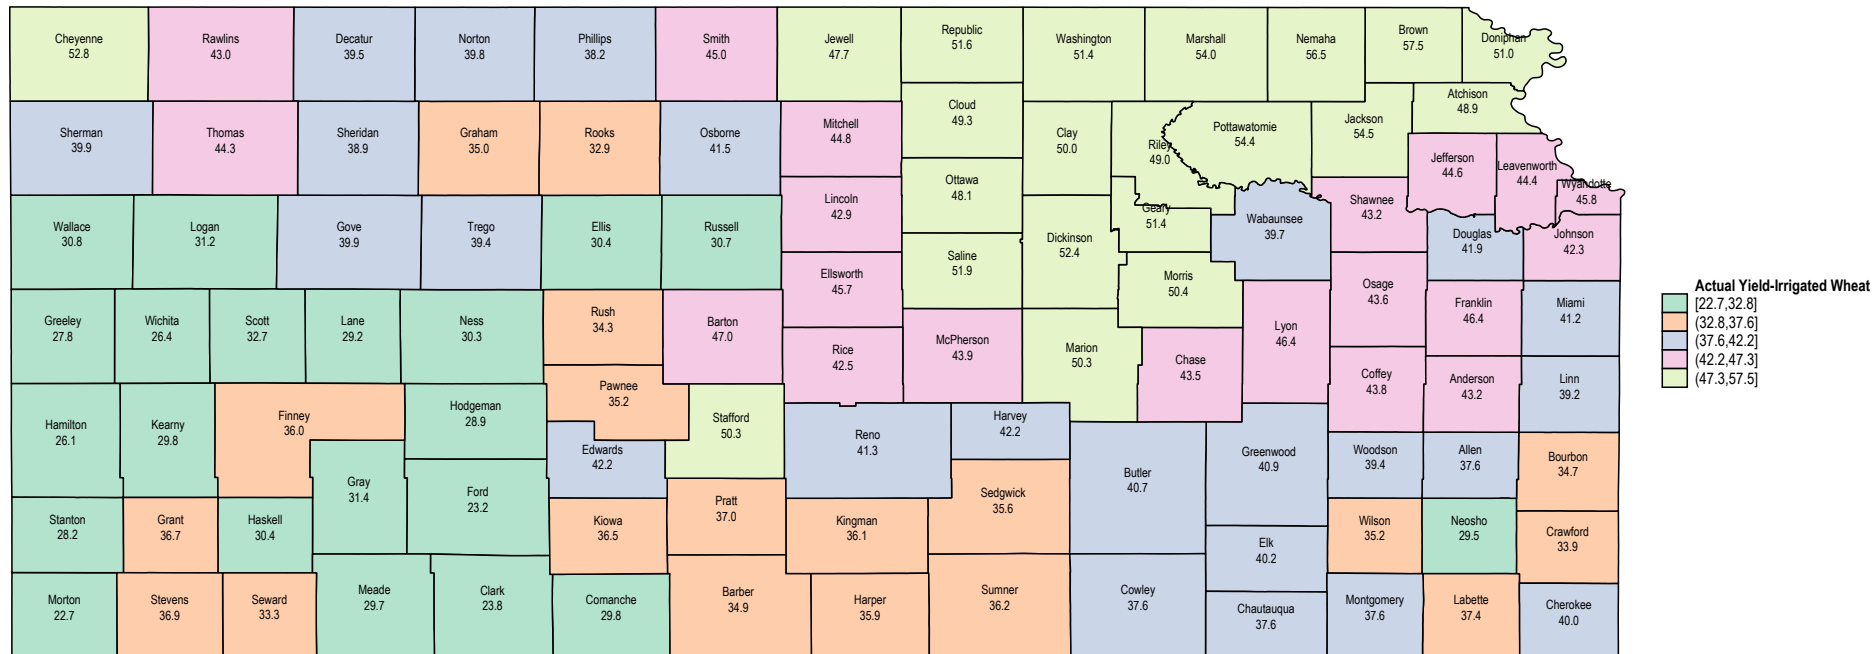 Cheyenne
52.8
Rawlins
43.0
Decatur
39.5
Norton
39.8
Phillips
38.2
Smith
45.0
Jewell
47.7
Republic
51.6
Washington
51.4
Marshall
54.0
Nemaha
56.5
Brown
57.5
Doniphan
51.0
Sherman
39.9
Thomas
44.3
Sheridan
38.9
Graham
35.0
Rooks
32.9
Osborne
41.5
Mitchell
44.8
Cloud
49.3
Clay
50.0
Riley
49.0
Pottawatomie
54.4
Jackson
54.5
Atchison
48.9
Jefferson
44.6
Leavenworth
44.4
Wyandotte
45.8
Wallace
30.8
Logan
31.2
Gove
39.9
Trego
39.4
Ellis
30.4
Russell
30.7
Lincoln
42.9
Ottawa
48.1
Saline
51.9
Dickinson
52.4
Geary
51.4
Wabaunsee
39.7
Shawnee
43.2
Douglas
41.9
Johnson
42.3
Ellsworth
45.7
Morris
50.4
Osage
43.6
Franklin
46.4
Miami
41.2
Greeley
27.8
Wichita
26.4
Scott
32.7
Lane
29.2
Ness
30.3
Rush
34.3
Barton
47.0
Rice
42.5
McPherson
43.9
Marion
50.3
Chase
43.5
Lyon
46.4
Coffey
43.8
Anderson
43.2
Linn
39.2
Hamilton
26.1
Kearny
29.8
Finney
36.0
Hodgeman
28.9
Pawnee
35.2
Stafford
50.3
Edwards
42.2
Reno
41.3
Harvey
42.2
Butler
40.7
Greenwood
40.9
Woodson
39.4
Allen
37.6
Bourbon
34.7
Gray
31.4
Ford
23.2
Stanton
28.2
Grant
36.7
Haskell
30.4
Kiowa
36.5
Pratt
37.0
Kingman
36.1
Sedgwick
35.6
Elk
40.2
Wilson
35.2
Neosho
29.5
Crawford
33.9
Morton
22.7
Stevens
36.9
Seward
33.3
Meade
29.7
Clark
23.8
Comanche
29.8
Barber
34.9
Harper
35.9
Sumner
36.2
Cowley
37.6
Chautauqua
37.6
Montgomery
37.6
Labette
37.4
Cherokee
40.0
Actual Yield-Irrigated Wheat
[22.7,32.8]
(32.8,37.6]
(37.6,42.2]
(42.2,47.3]
(47.3,57.5]